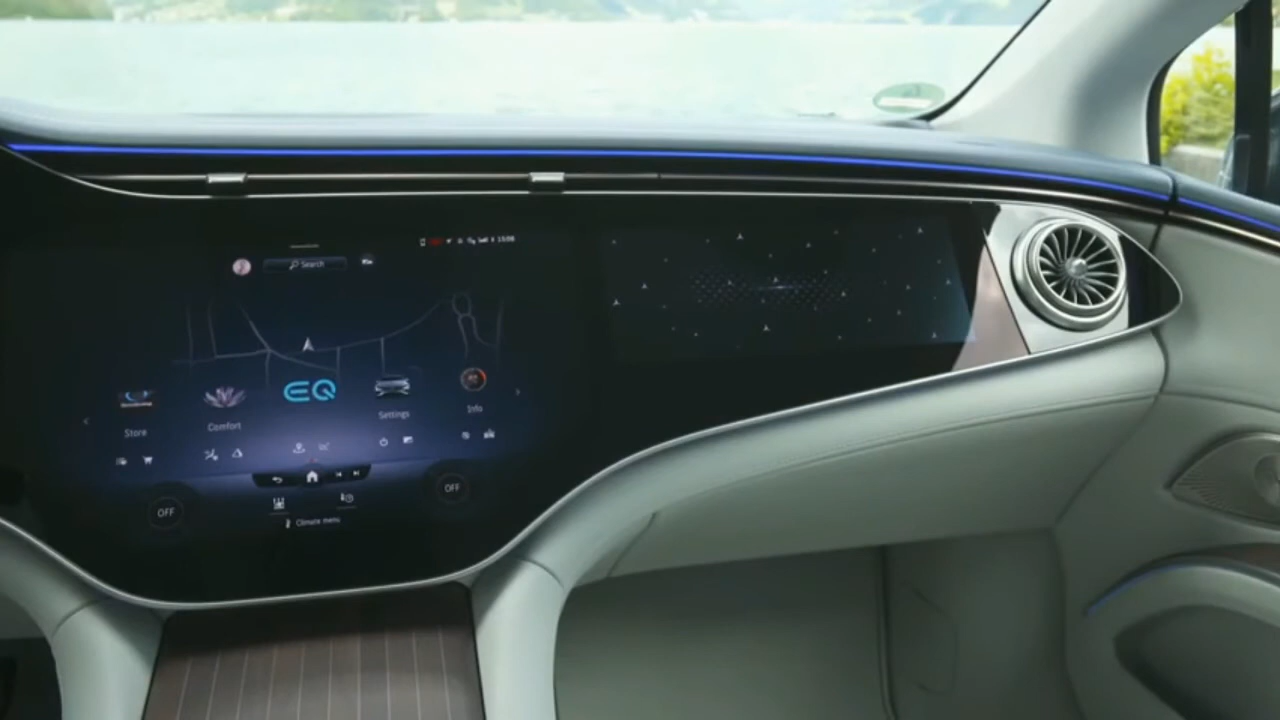 Search
EQ
Store
Comfort
Settings
Info
OFF
OFF
Climate menu